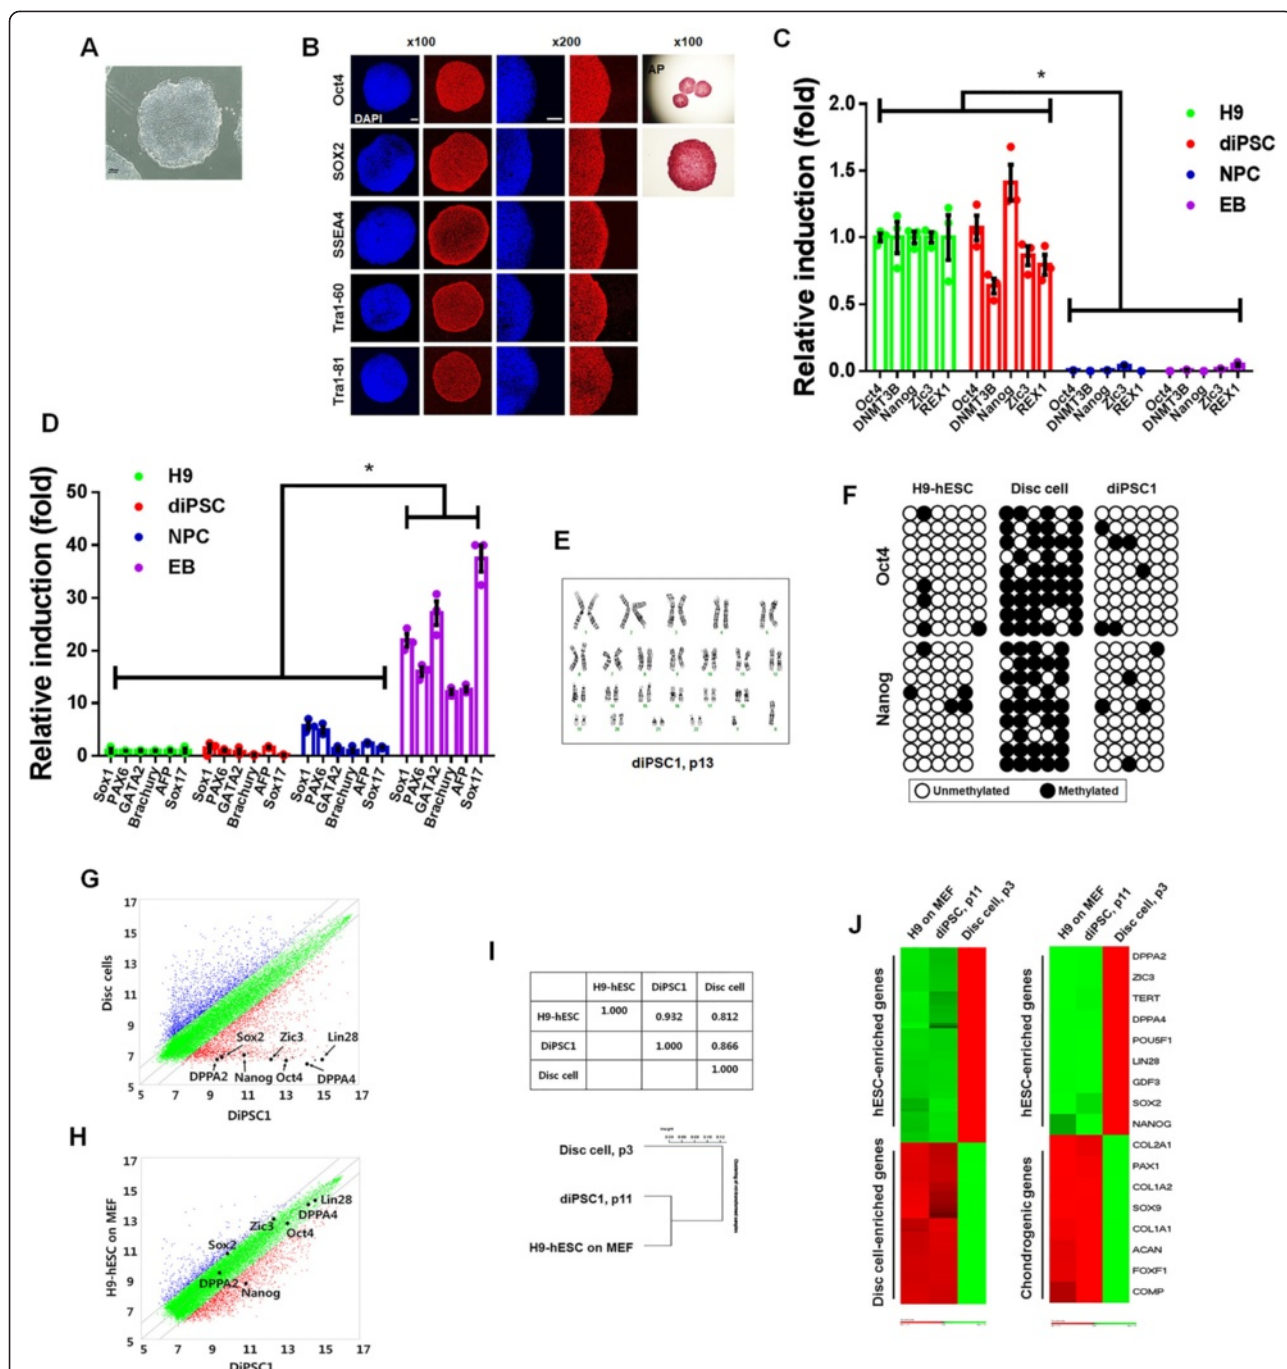 A
B
x100
x200
x100
Oct4
DAPI
AP
SOX2
SSEA4
Tra1-60
Tra1-81
C
*
Relative induction (fold)
2.0
1.5
1.0
0.5
0.0
H9
diPSC
NPC
EB
Oct4 DNMT3B Nanog Zic3 REX1
Oct4 DNMT3B Nanog Zic3 REX1
Oct4 DNMT3B Nanog Zic3 REX1
Oct4 DNMT3B Nanog Zic3 REX1
D
*
Relative induction (fold)
50
40
30
20
10
0
H9
diPSC
NPC
EB
Sox1 PAX6 GATA2 Brachury AFP Sox17
Sox1 PAX6 GATA2 Brachury AFP Sox17
Sox1 PAX6 GATA2 Brachury AFP Sox17
Sox1 PAX6 GATA2 Brachury AFP Sox17
E
diPSC1, p13
F
H9-hESC Disc cell diPSC1
Oct4
Nanog
Unmethylated Methylated
G
Disc cells
17
15
13
11
9
7
5
Sox2 Zic3 Lin28
DPPA2 Nanog Oct4 DPPA4
5 7 9 11 13 15 17
DiPSC1
H
H9-hESC on MEF
17
15
13
11
9
7
5
Lin28
DPPA4
Zic3
Oct4
Sox2
DPPA2
Nanog
5 7 9 11 13 15 17
DiPSC1
I
H9-hESC DiPSC1 Disc cell
H9-hESC 1.000 0.932 0.812
DiPSC1 1.000 0.866
Disc cell 1.000
Disc cell, p3
diPSC1, p11
H9-hESC on MEF
J
H9 on MEF
diPSC, p11
Disc cell, p3
hESC-enriched genes
Disc cell-enriched genes
H9 on MEF
diPSC, p11
Disc cell, p3
hESC-enriched genes
Chondrogenic genes
DPPA2
ZIC3
TERT
DPPA4
POU5F1
LIN28
GDF3
SOX2
NANOG
COL2A1
PAX1
COL1A2
SOX9
COL1A1
ACAN
FOXF1
COMP